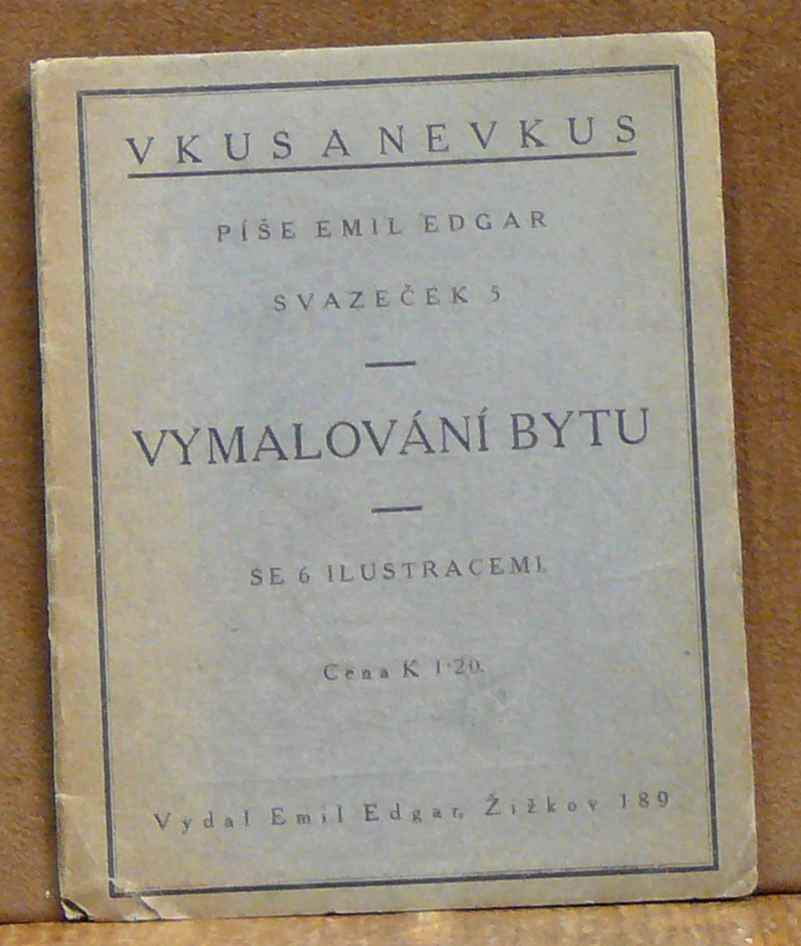 VKUS A NEVKUS
PÍŠE EMIL EDGAR
SVAZEČEK 5
VYMALOVÁNÍ BYTU
SE 6 ILUSTRACEMI.
Cena K 1·20.
Vydal Emil Edgar, Žižkov 189